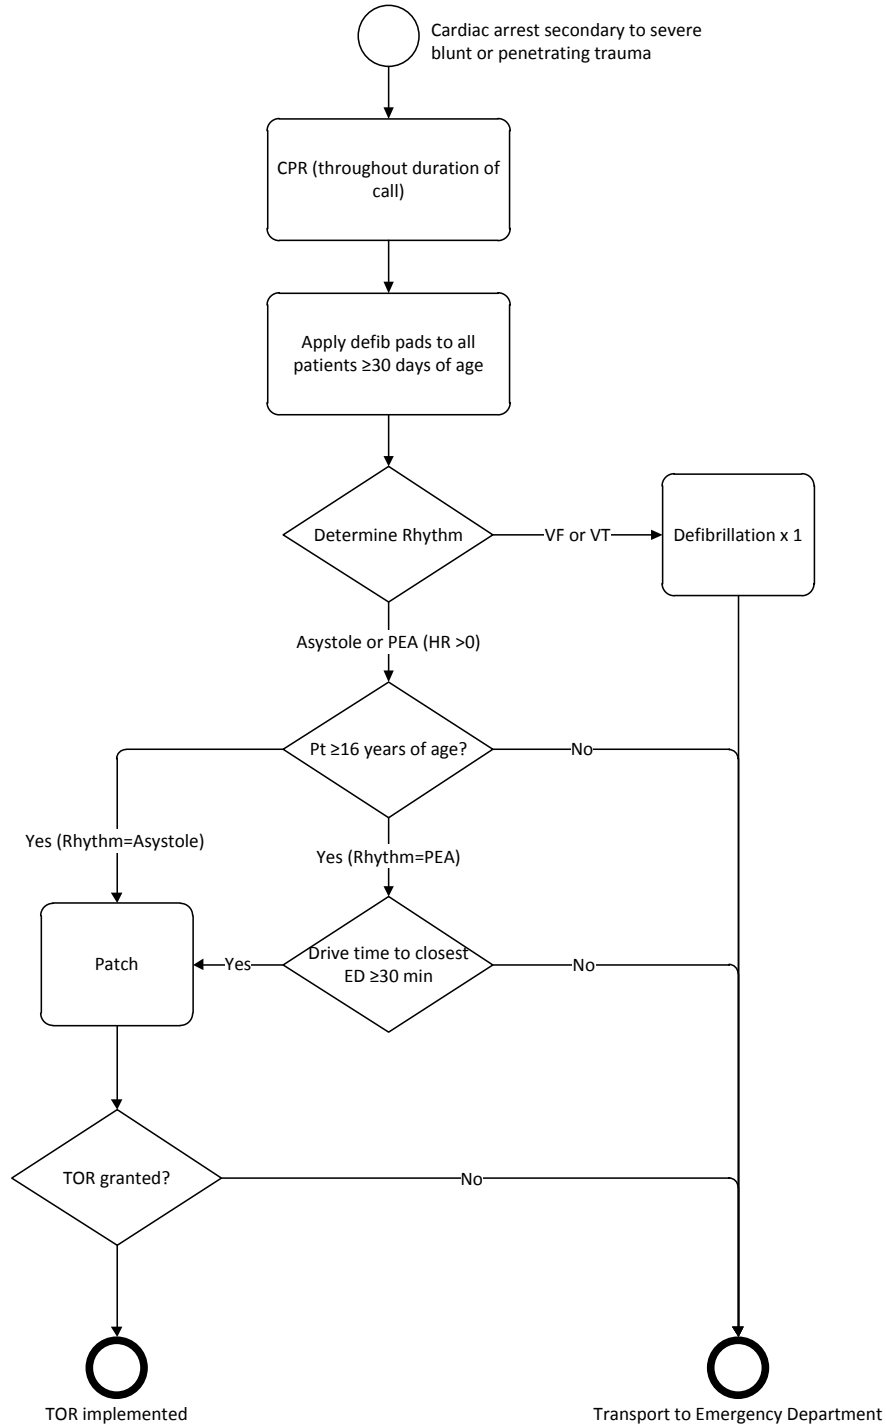 Cardiac arrest secondary to severe
blunt or penetrating trauma
CPR (throughout duration of
call)
Apply defib pads to all
patients ≥30 days of age
Determine Rhythm
VF or VT
Defibrillation x 1
Asystole or PEA (HR >0)
Pt ≥16 years of age?
No
Yes (Rhythm=Asystole)
Yes (Rhythm=PEA)
Patch
Yes
Drive time to closest
ED ≥30 min
No
TOR granted?
No
TOR implemented
Transport to Emergency Department